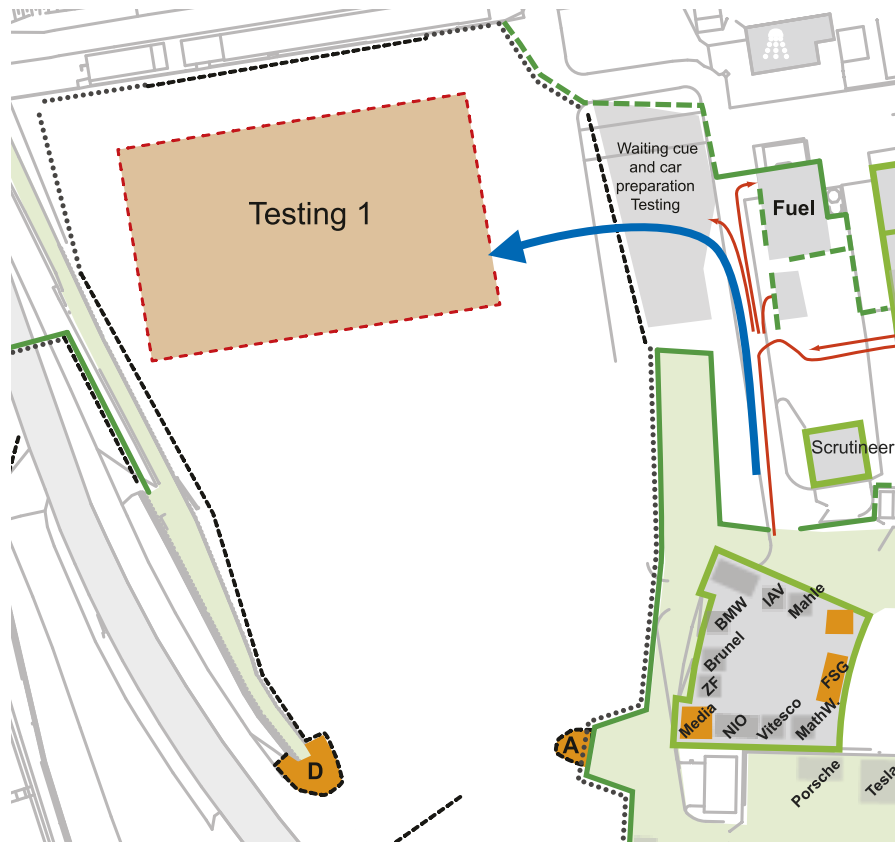 Waiting cue
and car
preparation
Testing
Testing 1
Fuel
Scrutineer
BMW
IAV
Mahle
Brunel
ZF
FSG
Media
NIO
Vitesco
MathW.
A
D
Porsche
Tesla